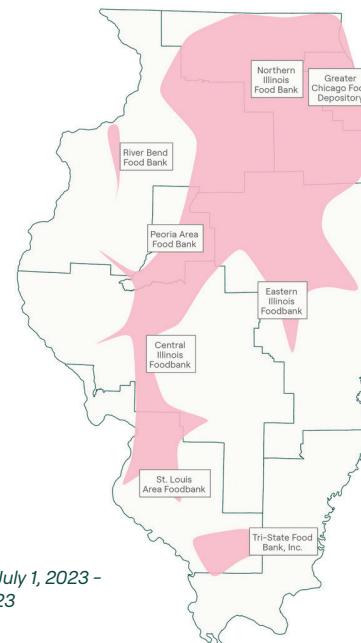 Northern
Illinois
Food Bank
Greater
Chicago Foo
Depository
River Bend
Food Bank
Peoria Area
Food Bank
Eastern
Illinois
Foodbank
Central
Illinois
Foodbank
St. Louis
Area Foodbank
Tri-State Food
Bank, Inc.
July 1, 2023 –
23